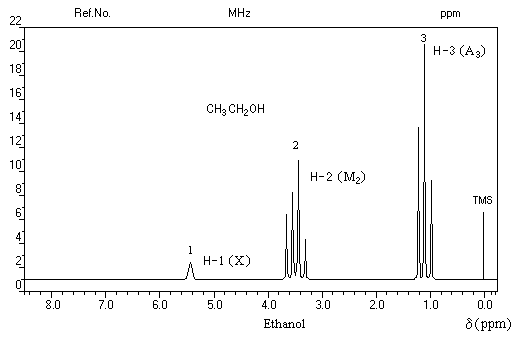 Ref.No. MHz ppm
22
20
18
16
14
12
10
8
6
4
2
0
3
H-3 (A₃)
CH₃CH₂OH
2
H-2 (M₂)
TMS
1
H-1 (X)
8.0 7.0 6.0 5.0 4.0 3.0 2.0 1.0 0.0
Ethanol δ (ppm)